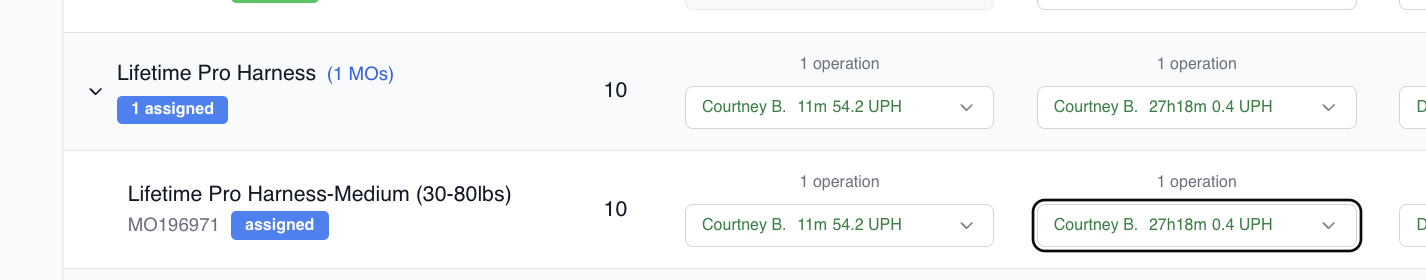 1 operation 1 operation
Lifetime Pro Harness (1 MOs) 10 Courtney B. 11m 54.2 UPH Courtney B. 27h18m 0.4 UPH D
1 assigned
1 operation 1 operation
Lifetime Pro Harness-Medium (30-80lbs) 10
MO196971 assigned Courtney B. 11m 54.2 UPH Courtney B. 27h18m 0.4 UPH D